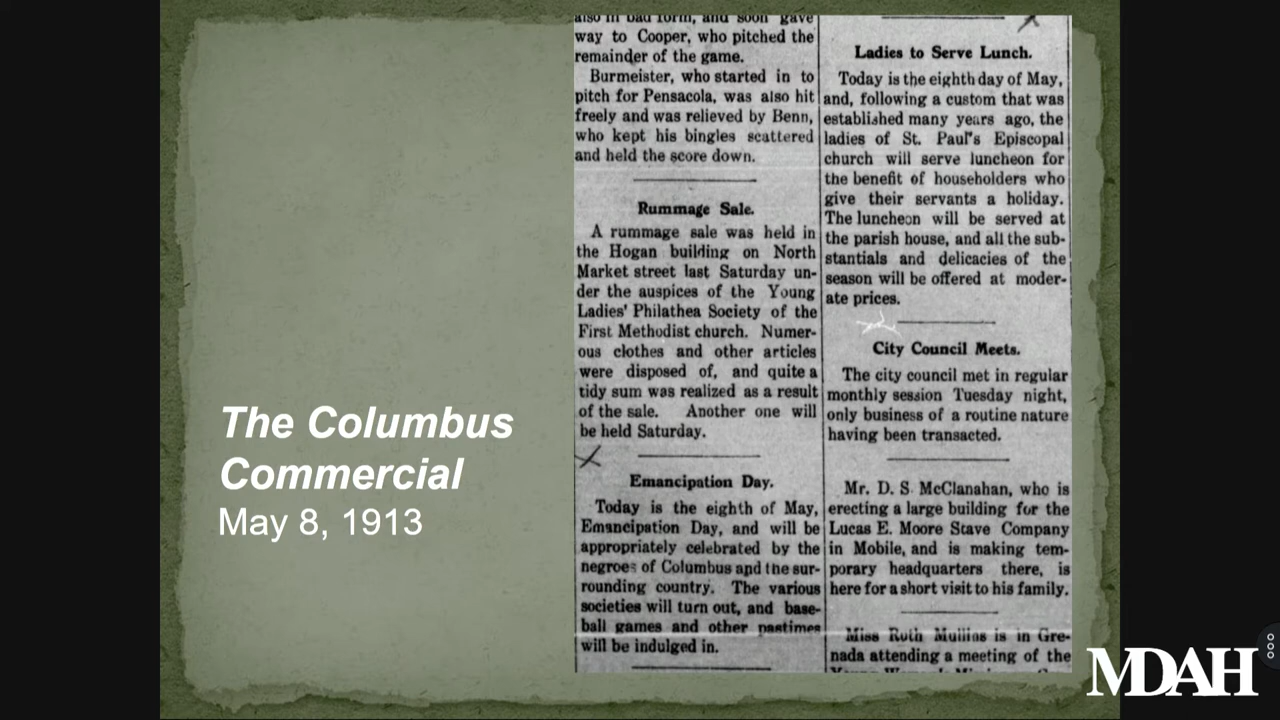 The Columbus
Commercial
May 8, 1913
also in bad form, and soon gave
way to Cooper, who pitched the
remainder of the game.
Burmeister, who started in to
pitch for Pensacola, was also hit
freely and was relieved by Benn,
who kept his bingles scattered
and held the score down.
Rummage Sale.
A rummage sale was held in
the Hogan building on North
Market street last Saturday un-
der the auspices of the Young
Ladies' Philathea Society of the
First Methodist church. Numer-
ous clothes and other articles
were disposed of, and quite a
tidy sum was realized as a result
of the sale. Another one will
be held Saturday.
Emancipation Day.
Today is the eighth of May,
Emancipation Day, and will be
appropriately celebrated by the
negroes of Columbus and the sur-
rounding country. The various
societies will turn out, and base-
ball games and other pastimes
will be indulged in.
Ladies to Serve Lunch.
Today is the eighth day of May,
and, following a custom that was
established many years ago, the
ladies of St. Paul's Episcopal
church will serve luncheon for
the benefit of householders who
give their servants a holiday.
The luncheon will be served at
the parish house, and all the sub-
stantials and delicacies of the
season will be offered at moder-
ate prices.
City Council Meets.
The city council met in regular
monthly session Tuesday night,
only business of a routine nature
having been transacted.
Mr. D. S. McClanahan, who is
erecting a large building for the
Lucas E. Moore Stave Company
in Mobile, and is making tem-
porary headquarters there, is
here for a short visit to his family.
Miss Ruth Mullins is in Gre-
nada attending a meeting of the
MDAH